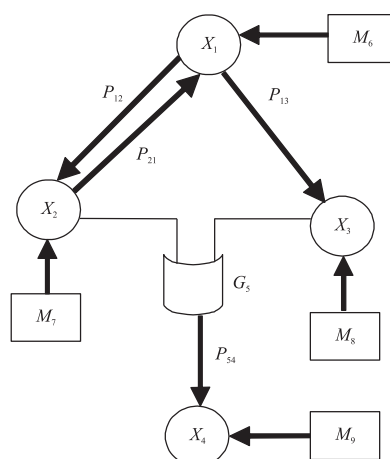 X₁
M₆
P₁₂
P₂₁
P₁₃
X₂
X₃
G₅
M₇
M₈
P₅₄
X₄
M₉